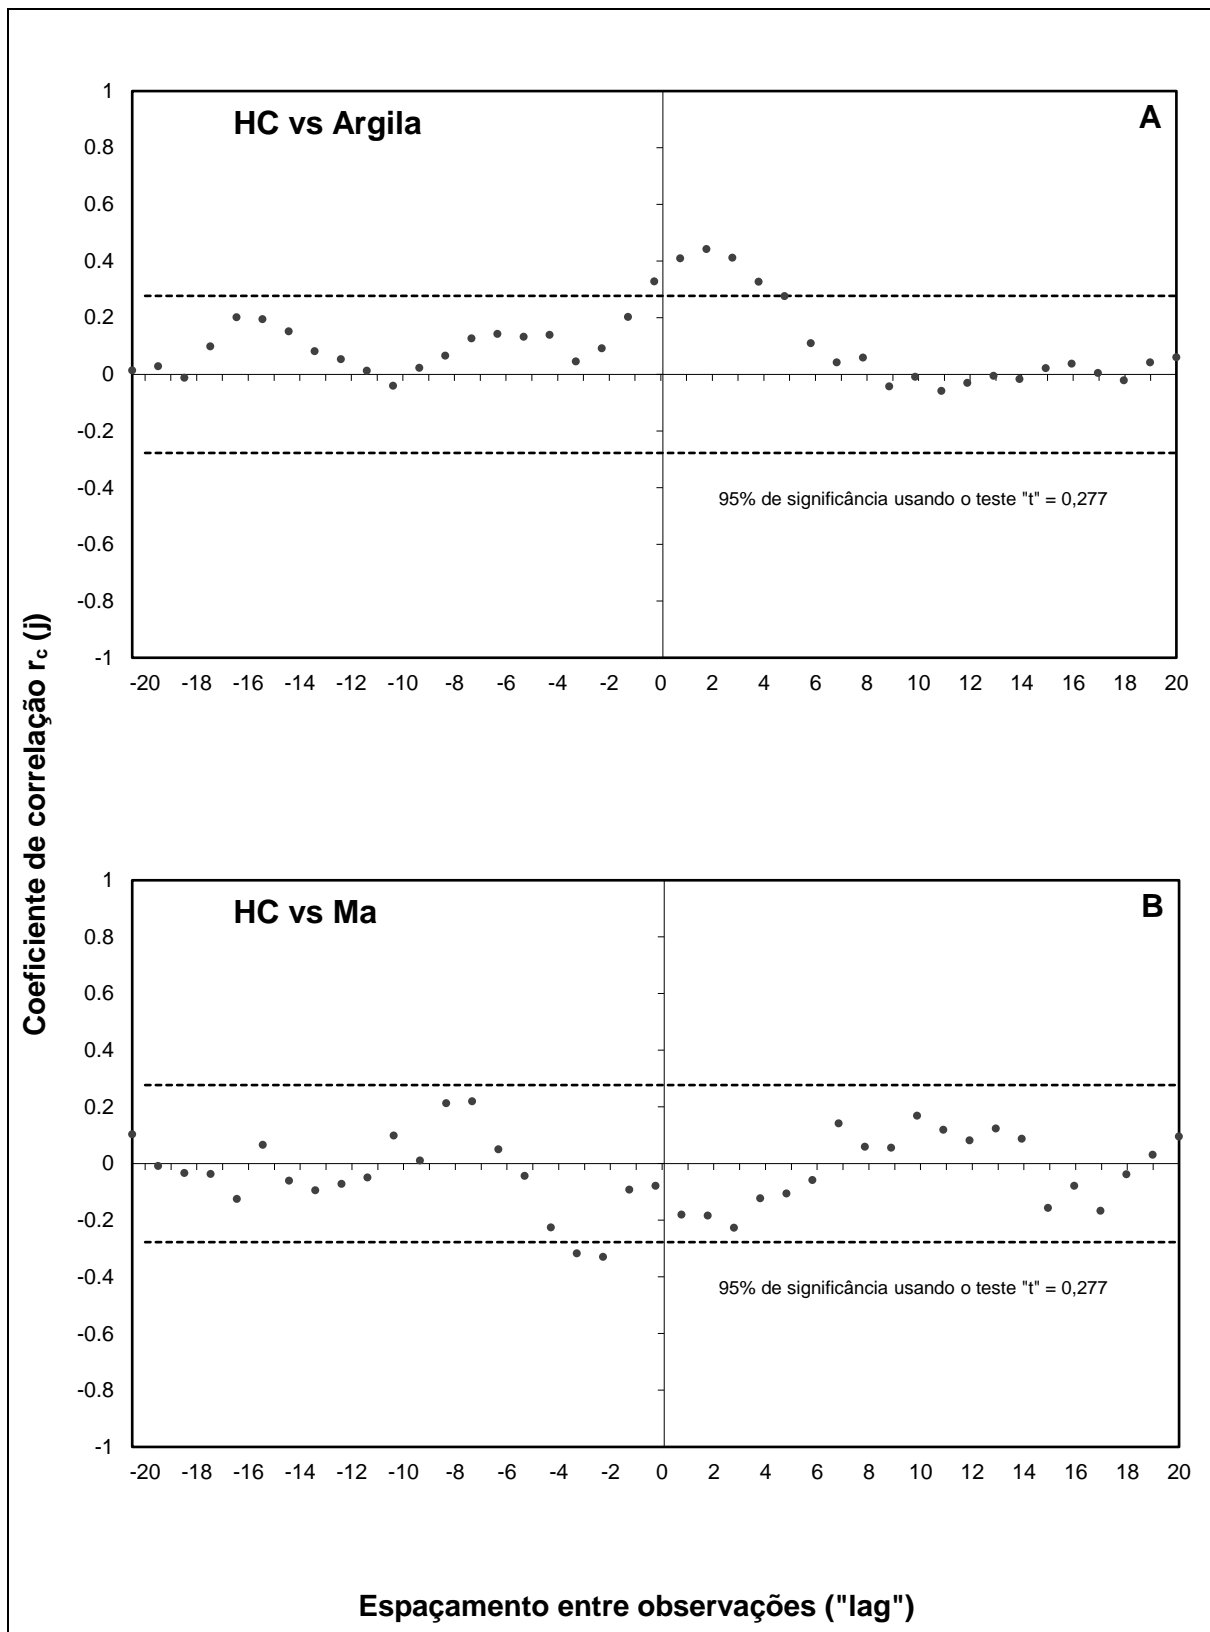 HC vs Argila
A
1
0.8
0.6
0.4
0.2
0
-0.2
-0.4
-0.6
-0.8
-1
95% de significância usando o teste "t" = 0,277
-20 -18 -16 -14 -12 -10 -8 -6 -4 -2 0 2 4 6 8 10 12 14 16 18 20
Coeficiente de correlação rc (j)
HC vs Ma
B
1
0.8
0.6
0.4
0.2
0
-0.2
-0.4
-0.6
-0.8
-1
95% de significância usando o teste "t" = 0,277
-20 -18 -16 -14 -12 -10 -8 -6 -4 -2 0 2 4 6 8 10 12 14 16 18 20
Espaçamento entre observações ("lag")